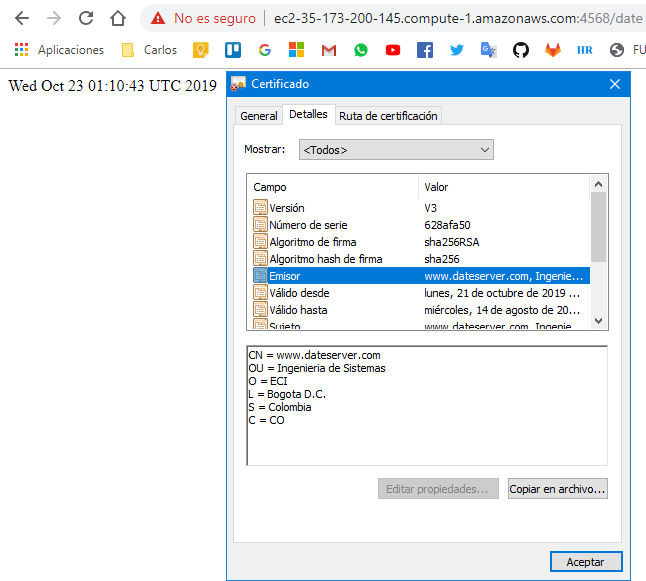 No es seguro | ec2-35-173-200-145.compute-1.amazonaws.com:4568/date
Aplicaciones Carlos HR FU
Wed Oct 23 01:10:43 UTC 2019
Certificado
General Detalles Ruta de certificación
Mostrar: <Todos>
Campo Valor
Versión V3
Número de serie 628afa50
Algoritmo de firma sha256RSA
Algoritmo hash de firma sha256
Emisor www.dateserver.com, Ingenie...
Válido desde lunes, 21 de octubre de 2019 ...
Válido hasta miércoles, 14 de agosto de 20...
Sujeto www.dateserver.com, Ingenie...
CN = www.dateserver.com
OU = Ingenieria de Sistemas
O = ECI
L = Bogota D.C.
S = Colombia
C = CO
Editar propiedades... Copiar en archivo...
Aceptar